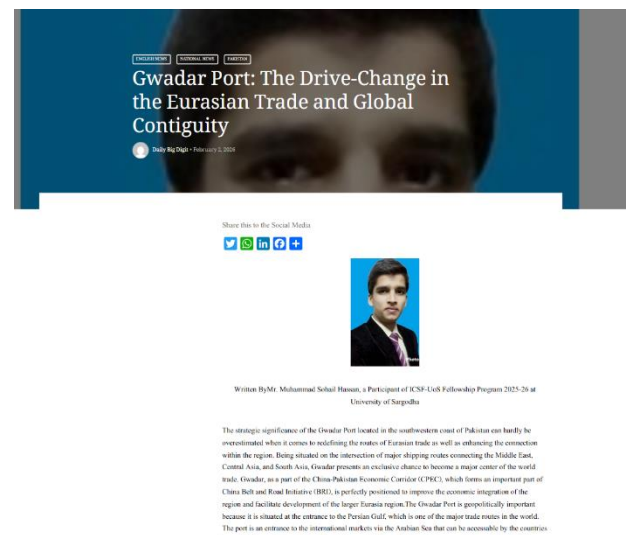 ENGLISH NEWS NATIONAL NEWS PAKISTAN
Gwadar Port: The Drive-Change in
the Eurasian Trade and Global
Contiguity
Daily Big Digit • February 2, 2026
Share this to the Social Media
Written ByMr. Muhammad Sohail Hassan, a Participant of ICSF-UoS Fellowship Program 2025-26 at
University of Sargodha
The strategic significance of the Gwadar Port located in the southwestern coast of Pakistan can hardly be
overestimated when it comes to redefining the routes of Eurasian trade as well as enhancing the connection
within the region. Being situated on the intersection of major shipping routes connecting the Middle East,
Central Asia, and South Asia, Gwadar presents an exclusive chance to become a major center of the world
trade. Gwadar, as a part of the China-Pakistan Economic Corridor (CPEC), which forms an important part of
China Belt and Road Initiative (BRI), is perfectly positioned to improve the economic integration of the
region and facilitate development of the larger Eurasia region.The Gwadar Port is geopolitically important
because it is situated at the entrance to the Persian Gulf, which is one of the major trade routes in the world.
The port is an entrance to the international markets via the Arabian Sea that can be accessable by the countries